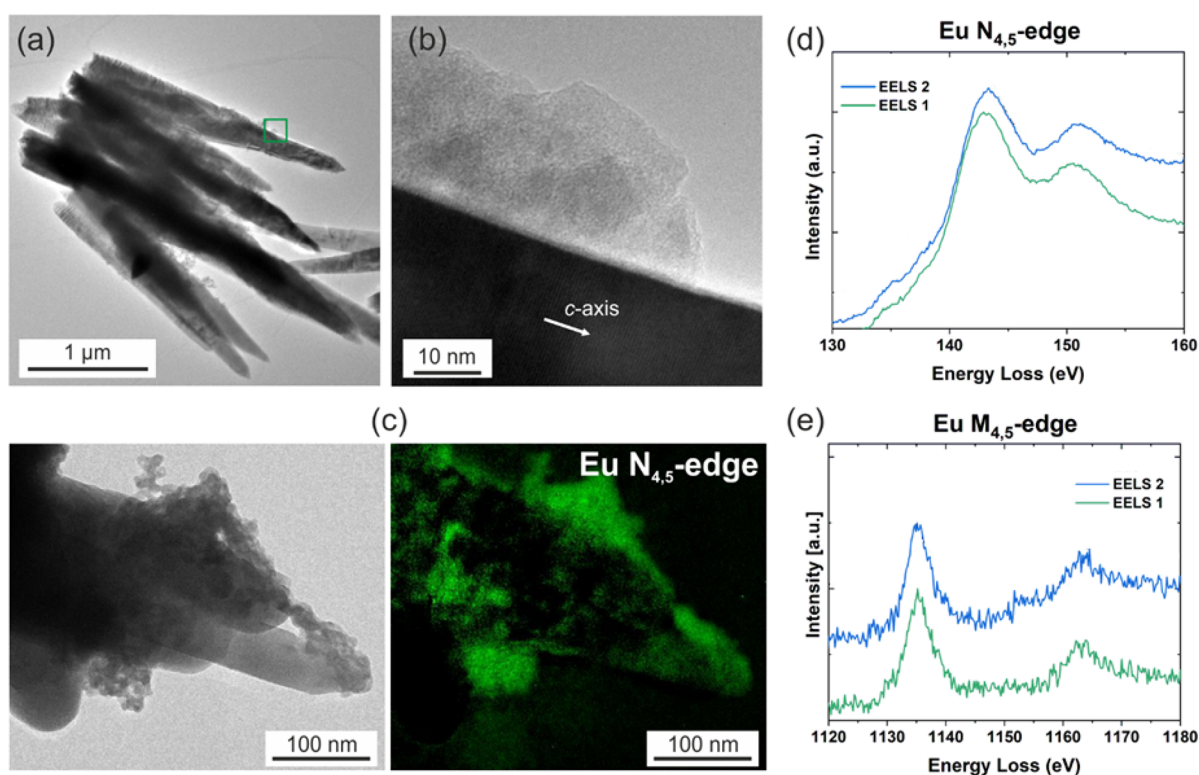 (a)
1 µm
(b)
c-axis
10 nm
(d)
Eu N4,5-edge
EELS 2
EELS 1
Intensity (a.u.)
130 140 150 160
Energy Loss (eV)
(c)
100 nm
Eu N4,5-edge
100 nm
(e)
Eu M4,5-edge
EELS 2
EELS 1
Intensity [a.u.]
1120 1130 1140 1150 1160 1170 1180
Energy Loss (eV)